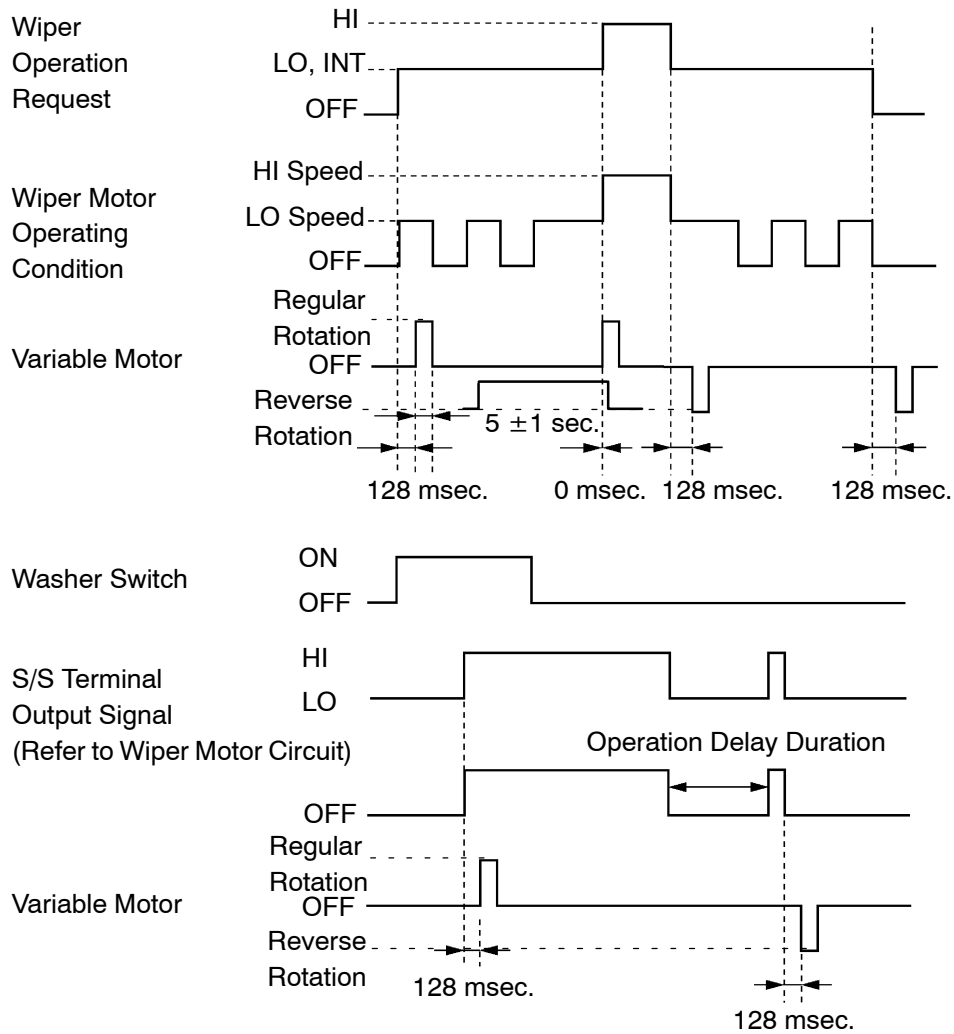 Wiper
Operation
Request
HI
LO, INT
OFF
Wiper Motor
Operating
Condition
HI Speed
LO Speed
OFF
Variable Motor
Regular
Rotation
OFF
Reverse
Rotation
5 ±1 sec.
128 msec.
0 msec.
128 msec.
128 msec.
Washer Switch
ON
OFF
S/S Terminal
Output Signal
(Refer to Wiper Motor Circuit)
HI
LO
Operation Delay Duration
OFF
Variable Motor
Regular
Rotation
OFF
Reverse
Rotation
128 msec.
128 msec.